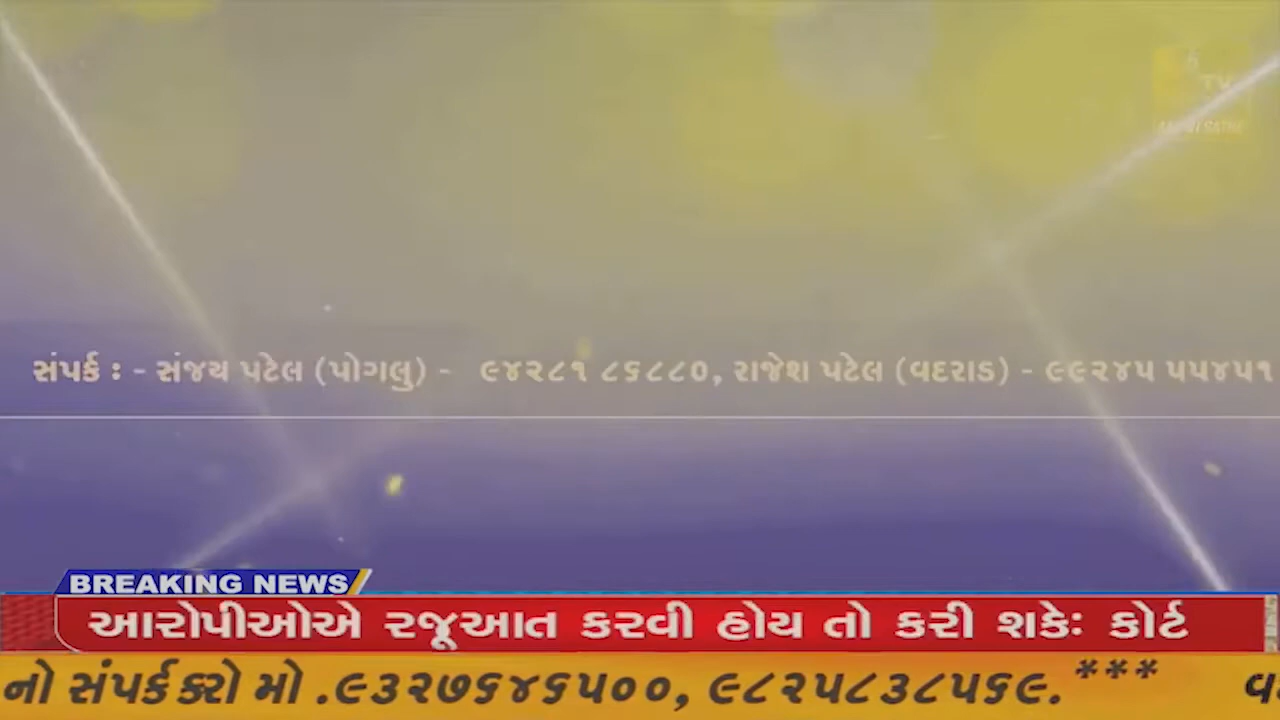 TV
સંપર્ક : - સંજય પટેલ (પોગલુ) - ૯૪૨૮૧ ૮૬૮૮૦, રાજેશ પટેલ (વદરાડ) - ૯૯૨૪૫ ૫૫૪૫૧
BREAKING NEWS
આરોપીઓએ રજૂઆત કરવી હોય તો કરી શકેઃ કોર્ટ
નો સંપર્ક કરો મો .૯૩૨૭૬૪૬૫૦૦, ૯૮૨૫૮૩૮૫૬૯.***